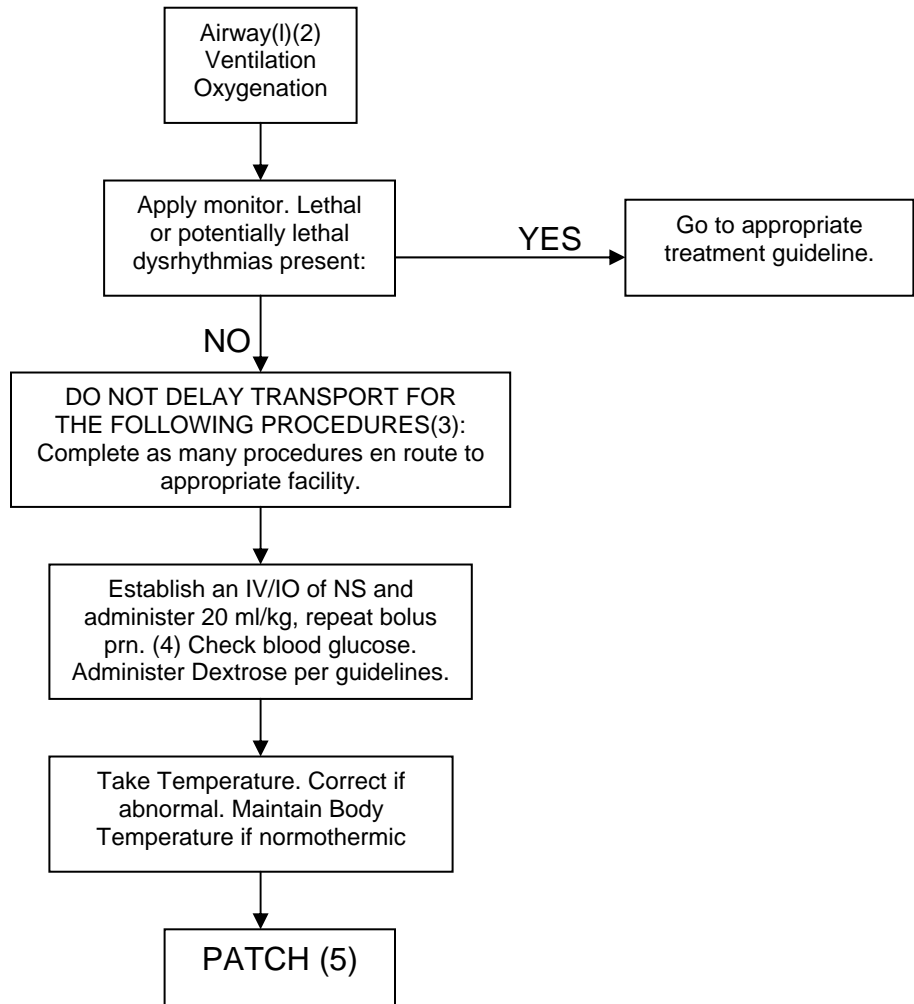 Airway(I)(2)
Ventilation
Oxygenation
Apply monitor. Lethal
or potentially lethal
dysrhythmias present:
YES
Go to appropriate
treatment guideline.
NO
DO NOT DELAY TRANSPORT FOR
THE FOLLOWING PROCEDURES(3):
Complete as many procedures en route to
appropriate facility.
Establish an IV/IO of NS and
administer 20 ml/kg, repeat bolus
prn. (4) Check blood glucose.
Administer Dextrose per guidelines.
Take Temperature. Correct if
abnormal. Maintain Body
Temperature if normothermic
PATCH (5)